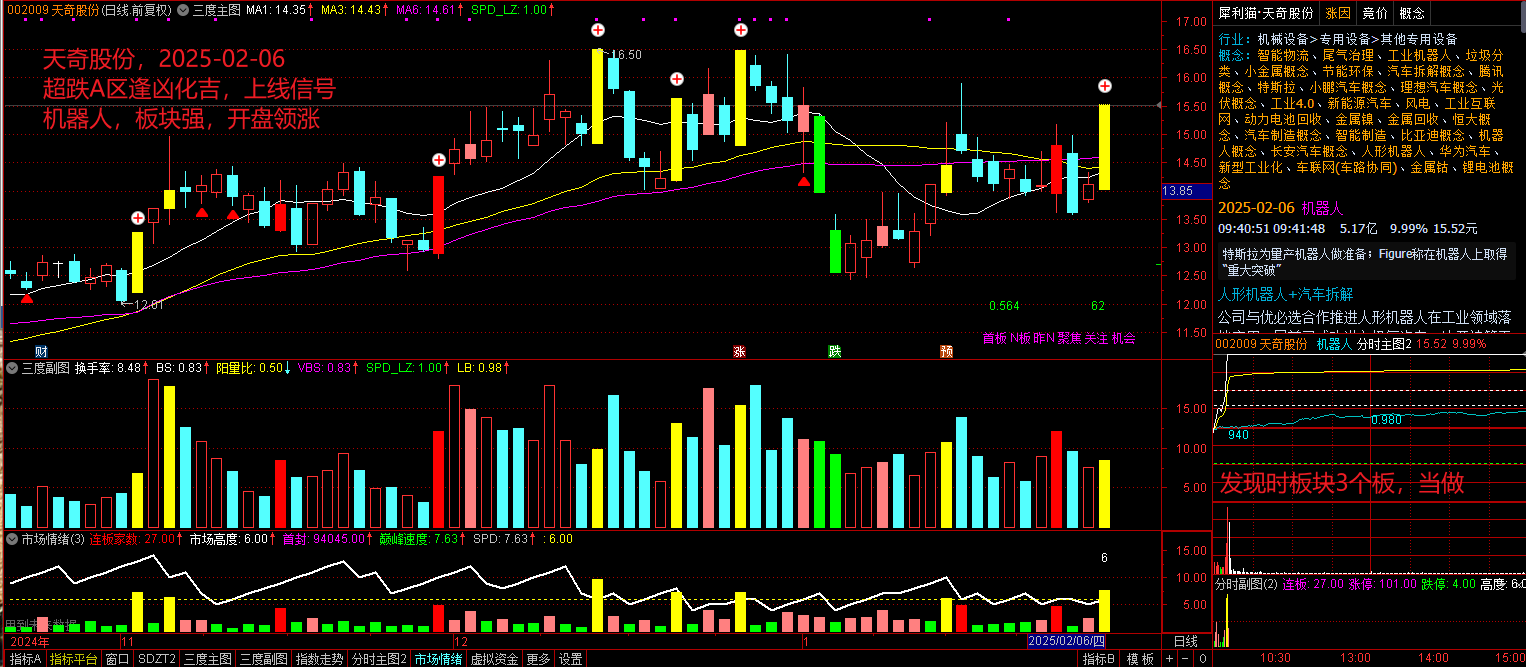 002009 天奇股份(日线.前复权) 三度主图 MA1: 14.35↑ MA3: 14.43↑ MA6: 14.61↑ SPD_LZ: 1.00↑
天奇股份，2025-02-06
超跌A区逢凶化吉，上线信号
机器人，板块强，开盘领涨
16.50
12.01
0.564
62
首板 N板 昨N 聚焦 关注 机会
财
涨
跌
预
17.00
16.50
16.00
15.50
15.00
14.50
13.85
13.50
13.00
12.50
12.00
11.50
三度副图 换手率: 8.48↑ BS: 0.83↑ 阳量比: 0.50↓ VBS: 0.83↑ SPD_LZ: 1.00↑ LB: 0.98↑
15.00
10.00
5.00
市场情绪(3) 连板家数: 27.00↑ 市场高度: 6.00↑ 首封: 94045.00↑ 巅峰速度: 7.63↑ SPD: 7.63↑ : 6.00
6
15.00
10.00
5.00
用到未来数据
2024年
11
12
1
2025/02/06/四
日线
指标A 指标平台 窗口 SDZT2 三度主图 三度副图 指数走势 分时主图2 市场情绪 虚拟资金 更多 设置
指标B 模板 + - 0
犀利猫·天奇股份 涨因 竞价 概念
行业: 机械设备>专用设备>其他专用设备
概念: 智能物流、尾气治理、工业机器人、垃圾分
类、小金属概念、节能环保、汽车拆解概念、腾讯
概念、特斯拉、小鹏汽车概念、理想汽车概念、光
伏概念、工业4.0、新能源汽车、风电、工业互联
网、动力电池回收、金属镍、金属回收、恒大概
念、汽车制造概念、智能制造、比亚迪概念、机器
人概念、长安汽车概念、人形机器人、华为汽车、
新型工业化、车联网(车路协同)、金属钴、锂电池概
念
2025-02-06 机器人
09:40:51 09:41:48 5.17亿 9.99% 15.52元
特斯拉为量产机器人做准备；Figure称在机器人上取得
“重大突破”
人形机器人+汽车拆解
公司与优必选合作推进人形机器人在工业领域落
002009 天奇股份 机器人 分时主图2 15.52 9.99%
0.980
940
发现时板块3个板，当做
分时副图(2) 连板: 27.00 涨停: 101.00 跌停: 4.00 高度: 6.0
10:30
13:00
14:00
15:00